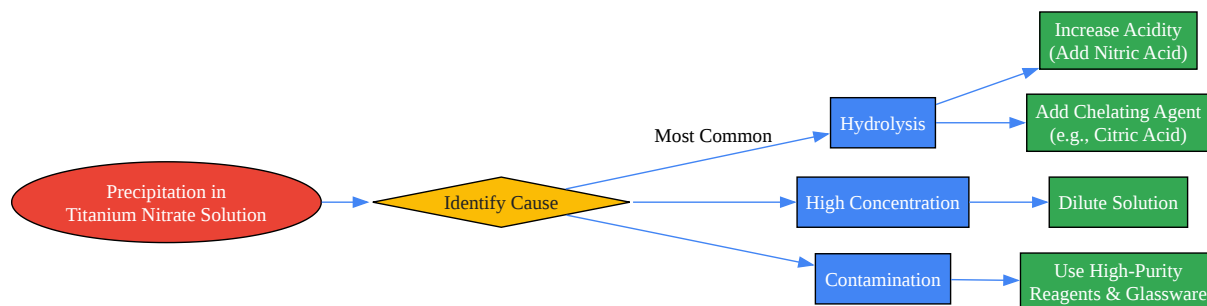 Precipitation in
Titanium Nitrate Solution
Identify Cause
Most Common
Hydrolysis
High Concentration
Contamination
Increase Acidity
(Add Nitric Acid)
Add Chelating Agent
(e.g., Citric Acid)
Dilute Solution
Use High-Purity
Reagents & Glassware